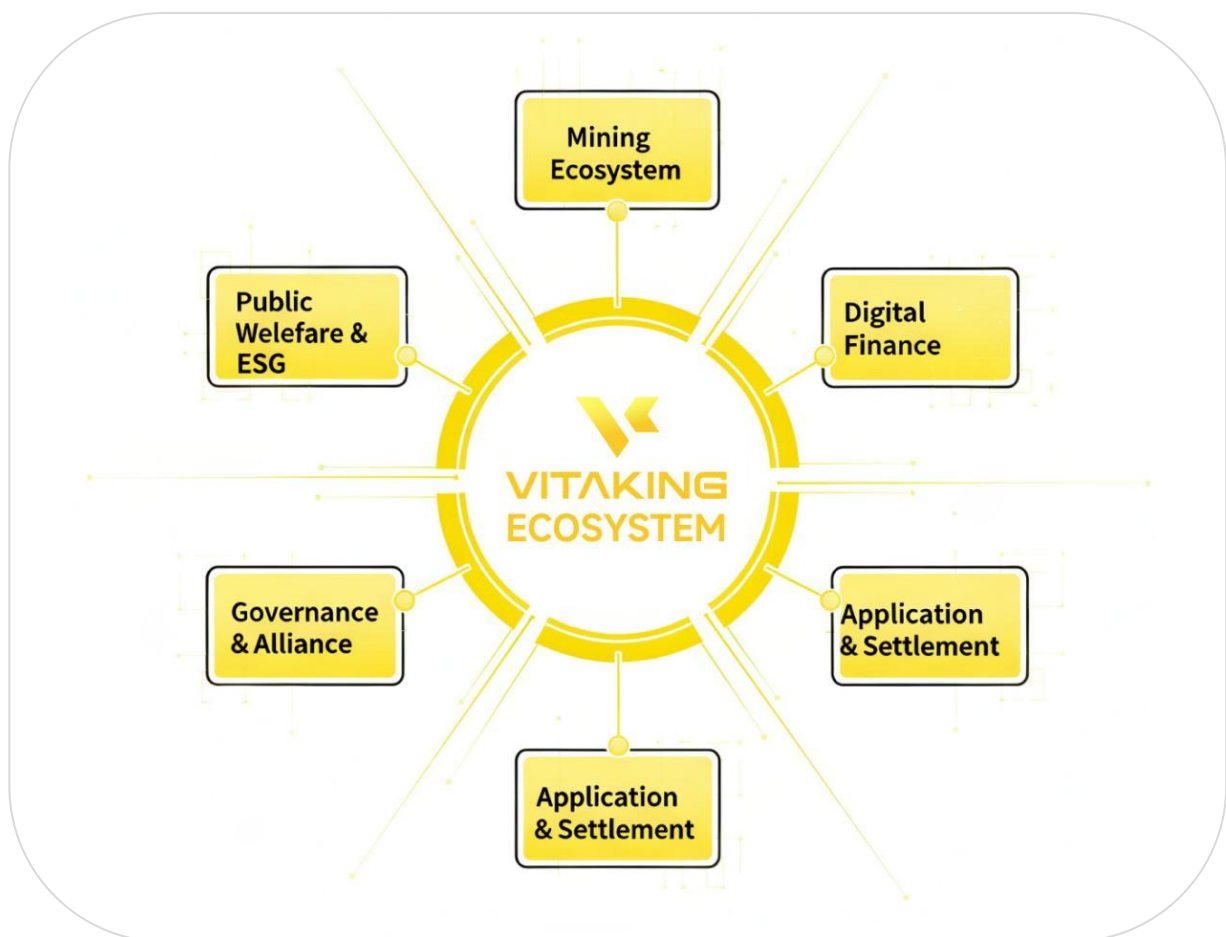 Mining
Ecosystem
Public
Welefare &
ESG
Digital
Finance
VITAKING
ECOSYSTEM
Governance
& Alliance
Application
& Settlement
Application
& Settlement